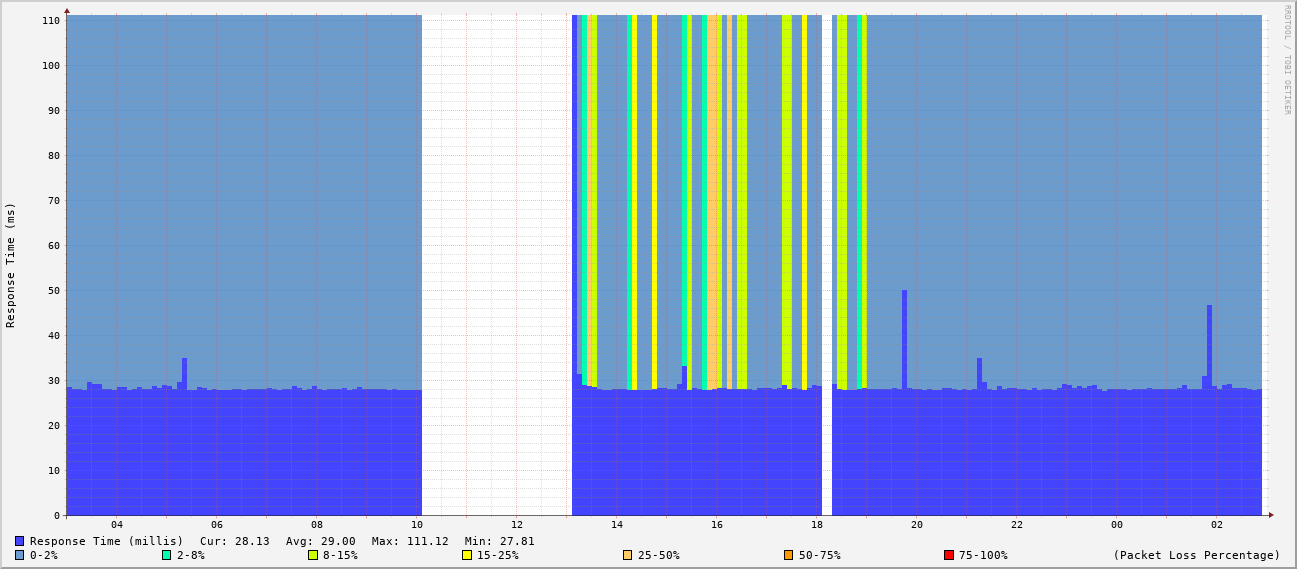 RRDTOOL / TOBI OETIKER
Response Time (ms)
110
100
90
80
70
60
50
40
30
20
10
0
04 06 08 10 12 14 16 18 20 22 00 02
Response Time (millis) Cur: 28.13 Avg: 29.00 Max: 111.12 Min: 27.81
0-2% 2-8% 8-15% 15-25% 25-50% 50-75% 75-100% (Packet Loss Percentage)